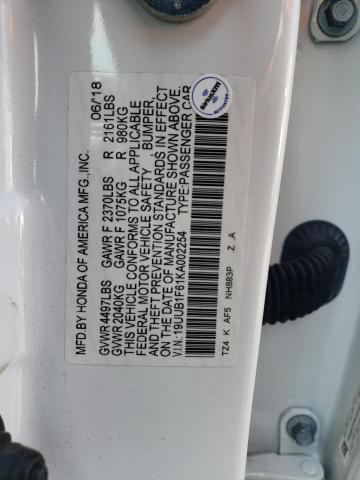 MFD.BY HONDA OF AMERICA MFG.,INC. 06/18
GVWR 4497LBS GAWR F 2370LBS R 2161LBS
GVWR 2040KG GAWR F 1075KG R 980KG
THIS VEHICLE CONFORMS TO ALL APPLICABLE
FEDERAL MOTOR VEHICLE SAFETY, BUMPER,
AND THEFT PREVENTION STANDARDS IN EFFECT
ON THE DATE OF MANUFACTURE SHOWN ABOVE.
V.I.N.:19UUB1F61KA002254 TYPE:PASSENGER CAR
TZ4 K AF5 NH883P Z A
SIRIUSXM